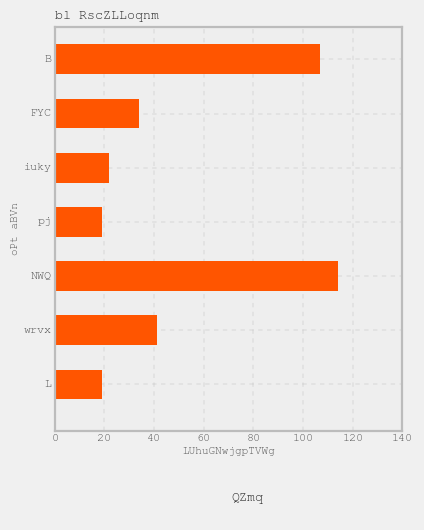 bl RscZLLoqnm
B
FYC
iuky
pj
NWQ
wrvx
L
oPt aBVn
0 20 40 60 80 100 120 140
LUhuGNwjgpTVWg
QZmq